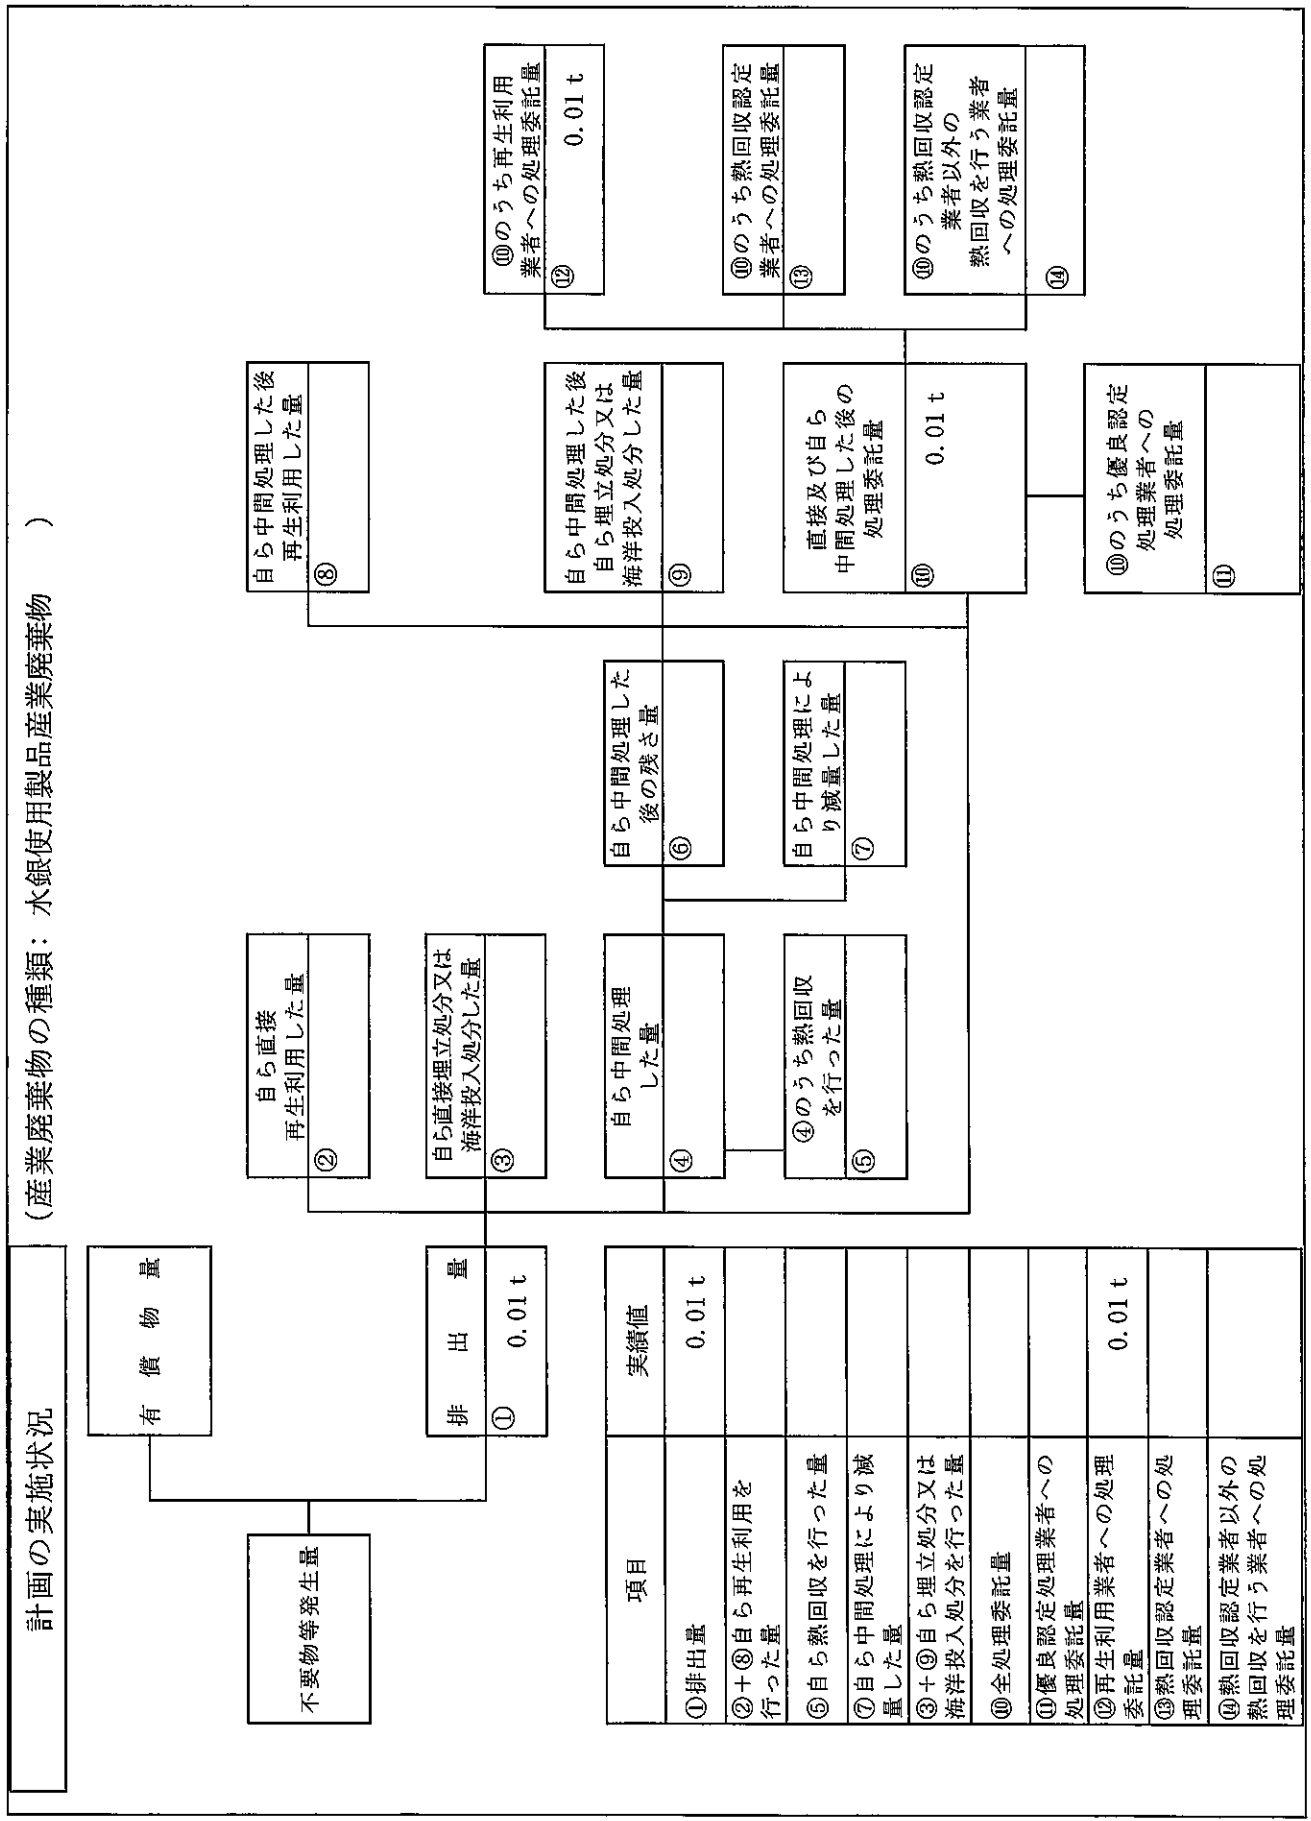 計画の実施状況
(産業廃棄物の種類: 水銀使用製品産業廃棄物 )
不要物等発生量
有償物量
排出量
① 0.01 t
自ら直接
再生利用した量
②
自ら直接埋立処分又は
海洋投入処分した量
③
自ら中間処理
した量
④
④のうち熱回収
を行った量
⑤
自ら中間処理した
後の残さ量
⑥
自ら中間処理によ
り減量した量
⑦
自ら中間処理した後
再生利用した量
⑧
自ら中間処理した後
自ら埋立処分又は
海洋投入処分した量
⑨
直接及び自ら
中間処理した後の
処理委託量
⑩ 0.01 t
⑩のうち優良認定
処理業者への
処理委託量
⑪
⑩のうち再生利用
業者への処理委託量
⑫ 0.01 t
⑩のうち熱回収認定
業者への処理委託量
⑬
⑩のうち熱回収認定
業者以外の
熱回収を行う業者
への処理委託量
⑭
項目 実績値
①排出量 0.01 t
②+⑧自ら再生利用を
行った量
⑤自ら熱回収を行った量
⑦自ら中間処理により減
量した量
③+⑨自ら埋立処分又は
海洋投入処分を行った量
⑩全処理委託量
⑪優良認定処理業者への
処理委託量
⑫再生利用業者への処理
委託量 0.01 t
⑬熱回収認定業者への処
理委託量
⑭熱回収認定業者以外の
熱回収を行う業者への処
理委託量